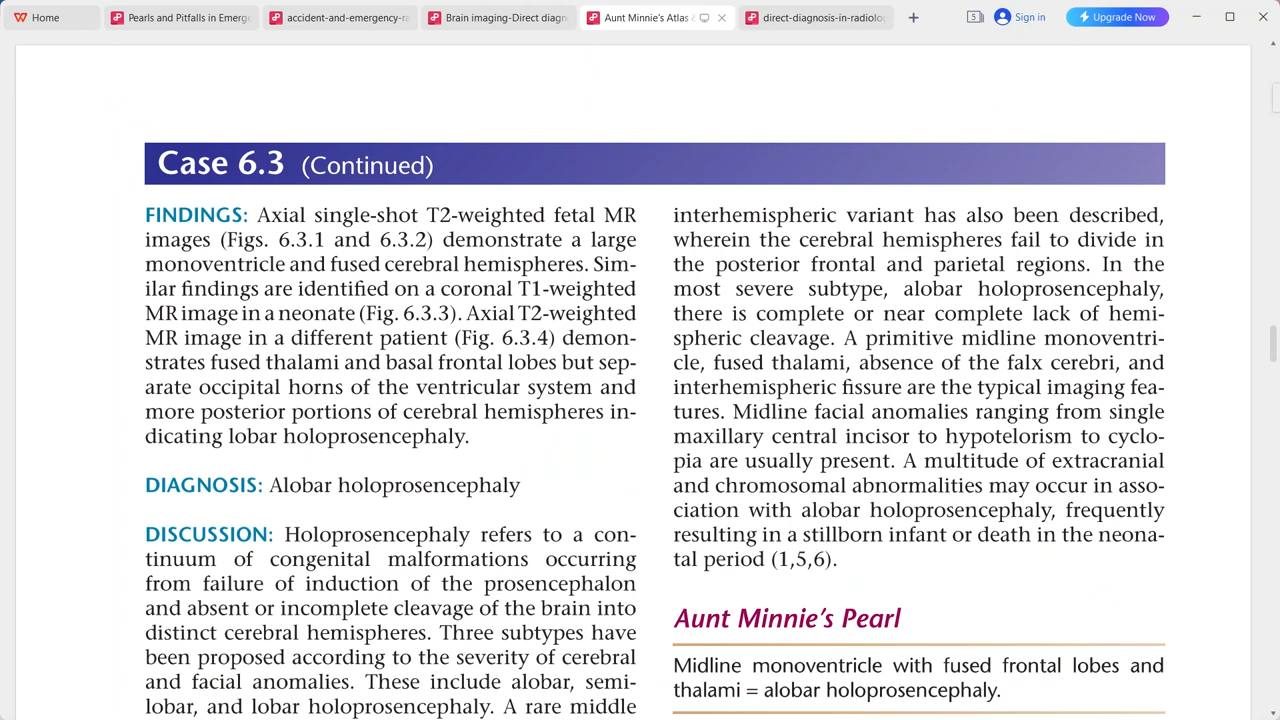 Home
Pearls and Pitfalls in Emerg
accident-and-emergency-ra
Brain imaging-Direct diagn
Aunt Minnie's Atlas
direct-diagnosis-in-radiolo
5
Sign in
Upgrade Now
Case 6.3 (Continued)
FINDINGS: Axial single-shot T2-weighted fetal MR
images (Figs. 6.3.1 and 6.3.2) demonstrate a large
monoventricle and fused cerebral hemispheres. Sim-
ilar findings are identified on a coronal T1-weighted
MR image in a neonate (Fig. 6.3.3). Axial T2-weighted
MR image in a different patient (Fig. 6.3.4) demon-
strates fused thalami and basal frontal lobes but sep-
arate occipital horns of the ventricular system and
more posterior portions of cerebral hemispheres in-
dicating lobar holoprosencephaly.
DIAGNOSIS: Alobar holoprosencephaly
DISCUSSION: Holoprosencephaly refers to a con-
tinuum of congenital malformations occurring
from failure of induction of the prosencephalon
and absent or incomplete cleavage of the brain into
distinct cerebral hemispheres. Three subtypes have
been proposed according to the severity of cerebral
and facial anomalies. These include alobar, semi-
lobar, and lobar holoprosencephaly. A rare middle
interhemispheric variant has also been described,
wherein the cerebral hemispheres fail to divide in
the posterior frontal and parietal regions. In the
most severe subtype, alobar holoprosencephaly,
there is complete or near complete lack of hemi-
spheric cleavage. A primitive midline monoventri-
cle, fused thalami, absence of the falx cerebri, and
interhemispheric fissure are the typical imaging fea-
tures. Midline facial anomalies ranging from single
maxillary central incisor to hypotelorism to cyclo-
pia are usually present. A multitude of extracranial
and chromosomal abnormalities may occur in asso-
ciation with alobar holoprosencephaly, frequently
resulting in a stillborn infant or death in the neona-
tal period (1,5,6).
Aunt Minnie's Pearl
Midline monoventricle with fused frontal lobes and
thalami = alobar holoprosencephaly.